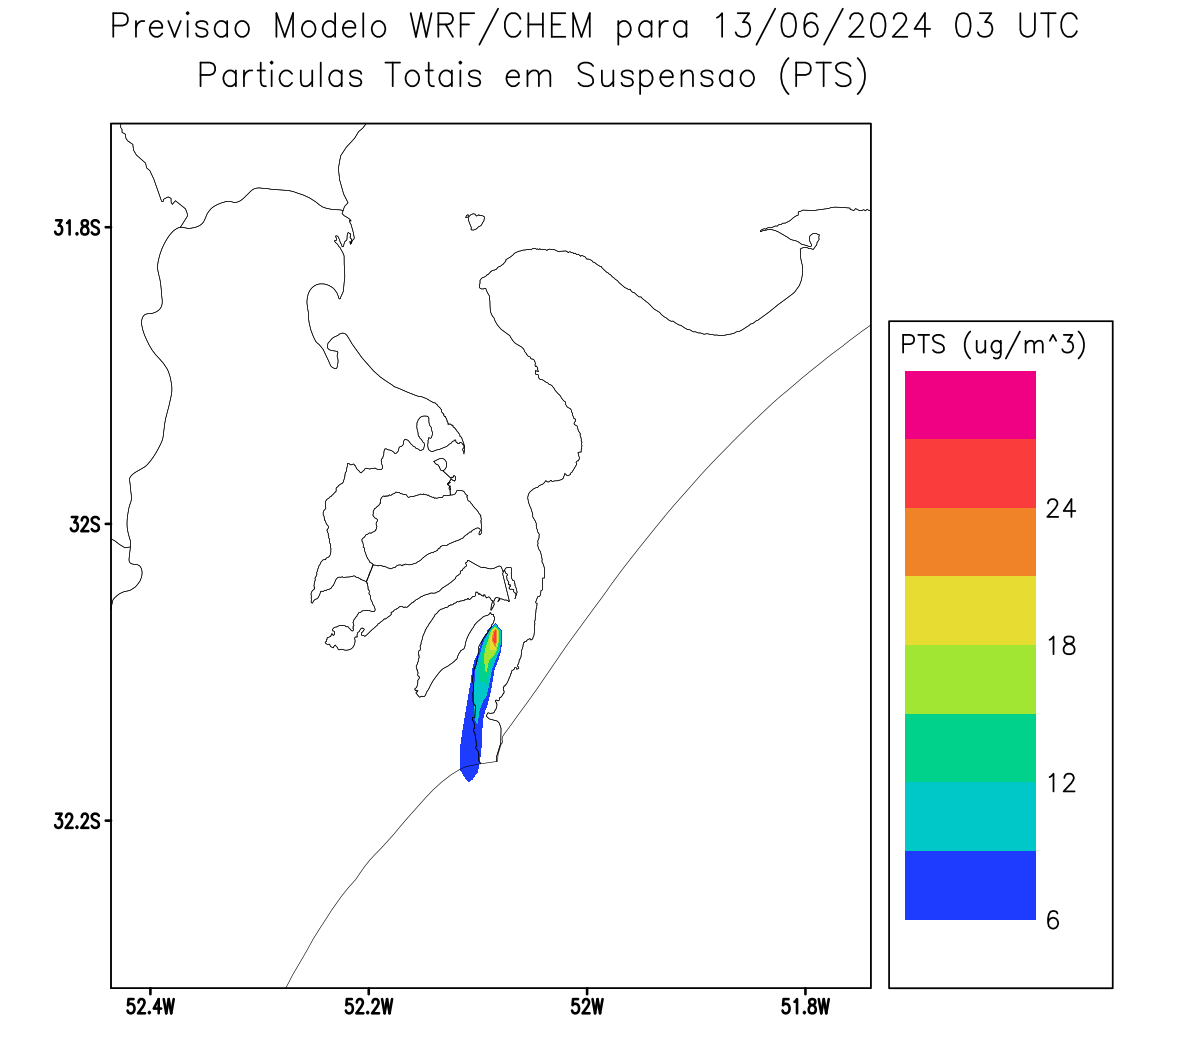 Previsao Modelo WRF/CHEM para 13/06/2024 03 UTC
Particulas Totais em Suspensao (PTS)
31.8S
32S
32.2S
52.4W
52.2W
52W
51.8W
PTS (ug/m^3)
24
18
12
6